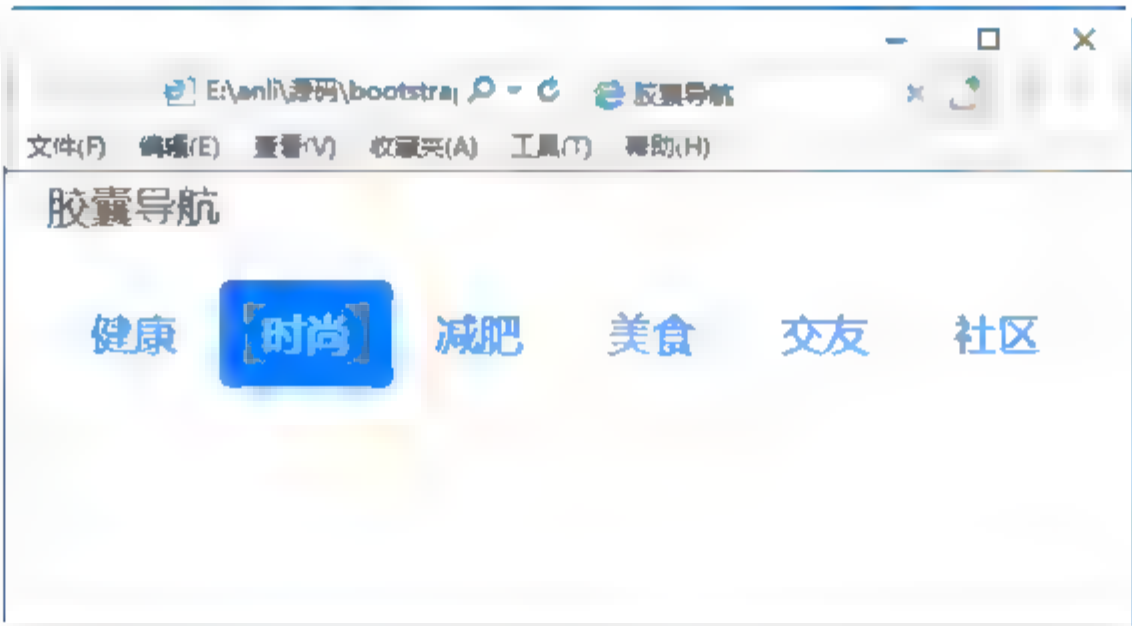 E:\anli\源码\bootstrap 胶囊导航
文件(F) 编辑(E) 查看(V) 收藏夹(A) 工具(T) 帮助(H)
胶囊导航
健康 时尚 减肥 美食 交友 社区